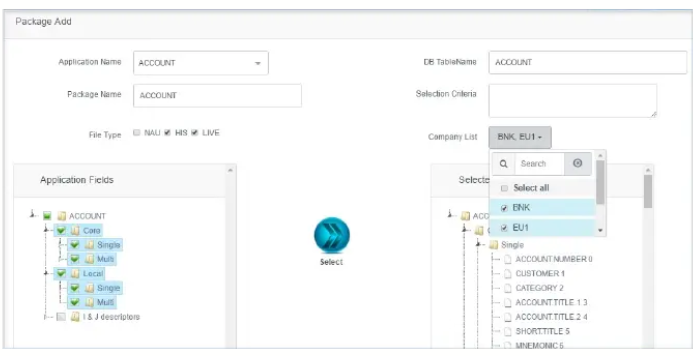 Package Add
Application Name ACCOUNT DB TableName ACCOUNT
Package Name ACCOUNT Selection Criteria
File Type NAU HIS LIVE Company List BNK, EU1
Search
Select all
BNK
EU1
Application Fields
ACCOUNT
Core
Single
Multi
Local
Single
Multi
I & J descriptors
Select
Selecte
ACC
C
Single
ACCOUNT.NUMBER 0
CUSTOMER 1
CATEGORY 2
ACCOUNT.TITLE.1 3
ACCOUNT.TITLE.2 4
SHORT.TITLE 5
MNEMONIC 6